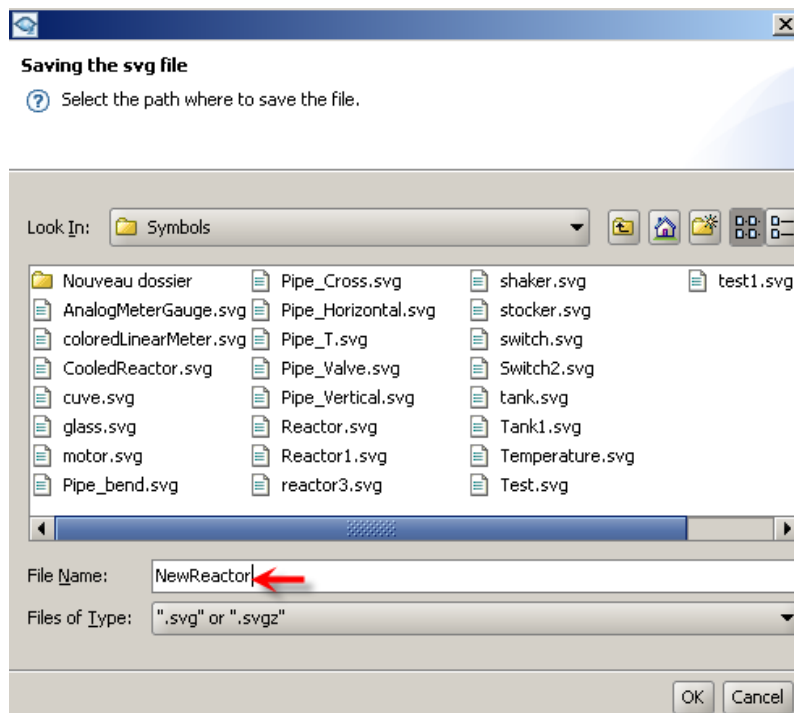 Saving the svg file
Select the path where to save the file.
Look In: Symbols
Nouveau dossier Pipe_Cross.svg shaker.svg test1.svg
AnalogMeterGauge.svg Pipe_Horizontal.svg stocker.svg
coloredLinearMeter.svg Pipe_T.svg switch.svg
CooledReactor.svg Pipe_Valve.svg Switch2.svg
cuve.svg Pipe_Vertical.svg tank.svg
glass.svg Reactor.svg Tank1.svg
motor.svg Reactor1.svg Temperature.svg
Pipe_bend.svg reactor3.svg Test.svg
File Name: NewReactor
Files of Type: ".svg" or ".svgz"
OK Cancel